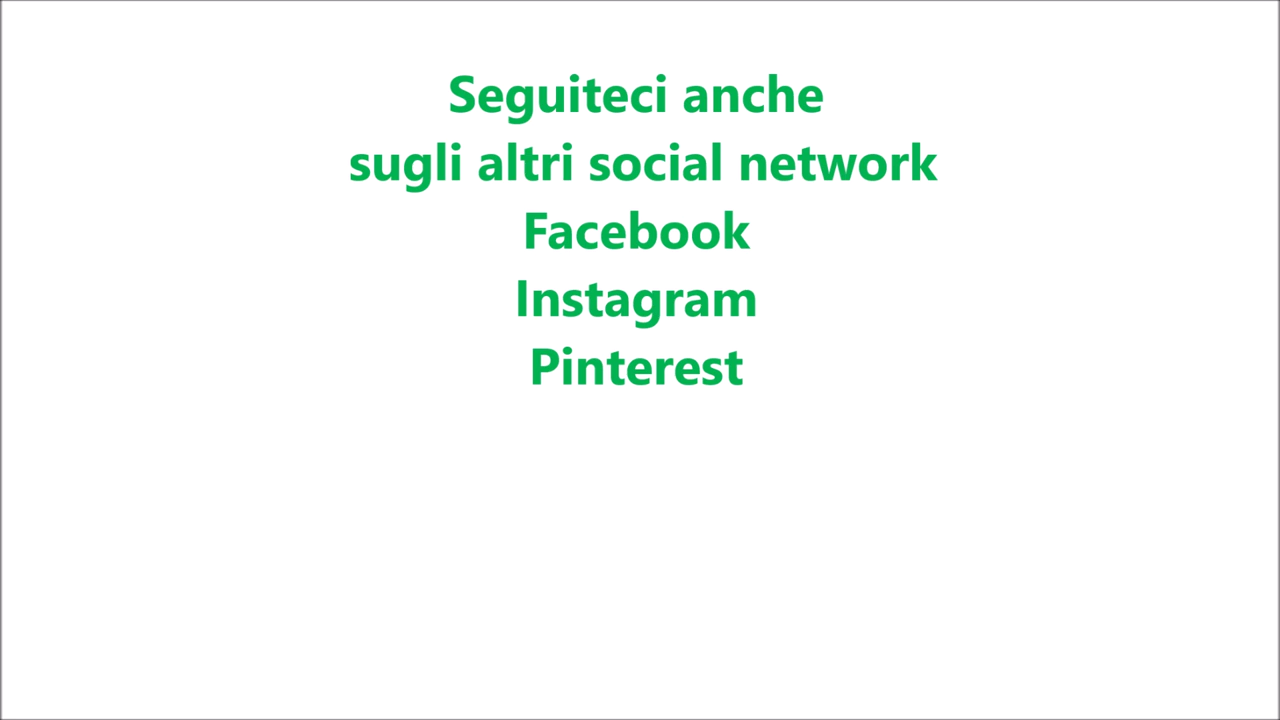 Seguiteci anche
sugli altri social network
Facebook
Instagram
Pinterest